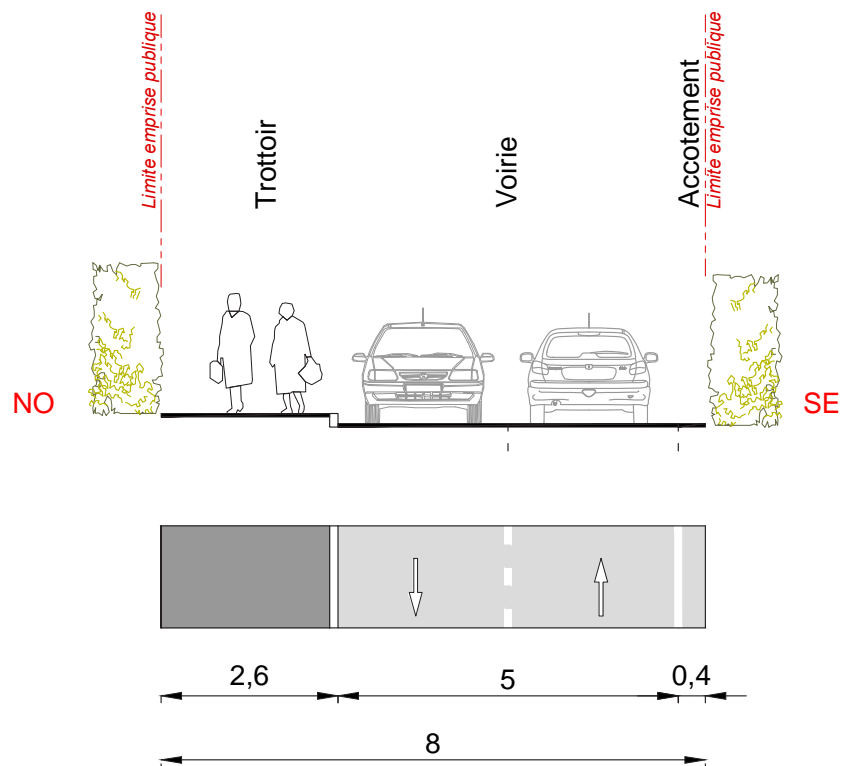 Limite emprise publique
Trottoir
Voirie
Accotement
Limite emprise publique
NO
SE
2,6
5
0,4
8